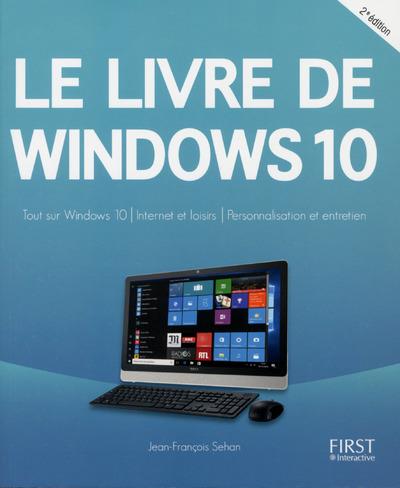 2e édition
LE LIVRE DE
WINDOWS 10
Tout sur Windows 10 | Internet et loisirs | Personnalisation et entretien
RTL
Jean-François Sehan
FIRST
Interactive